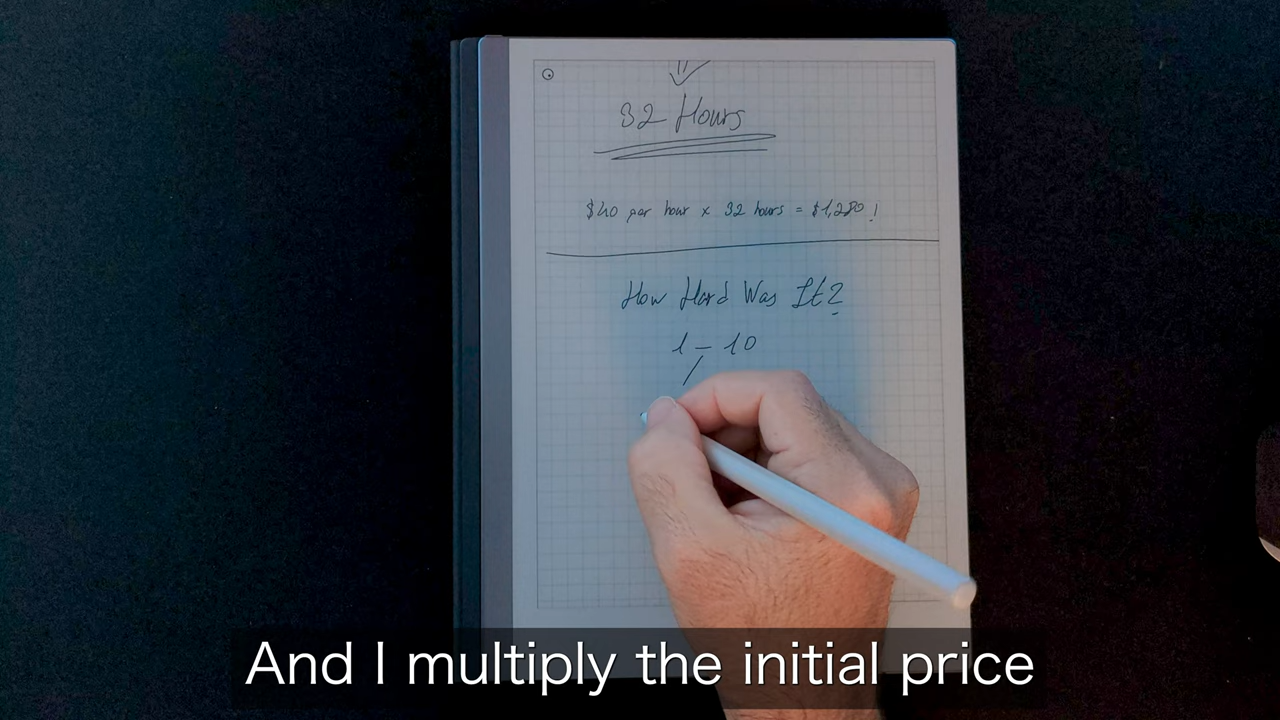 32 Hours
$40 per hour x 32 hours = $1,280!
How Hard Was It?
1 - 10
And I multiply the initial price